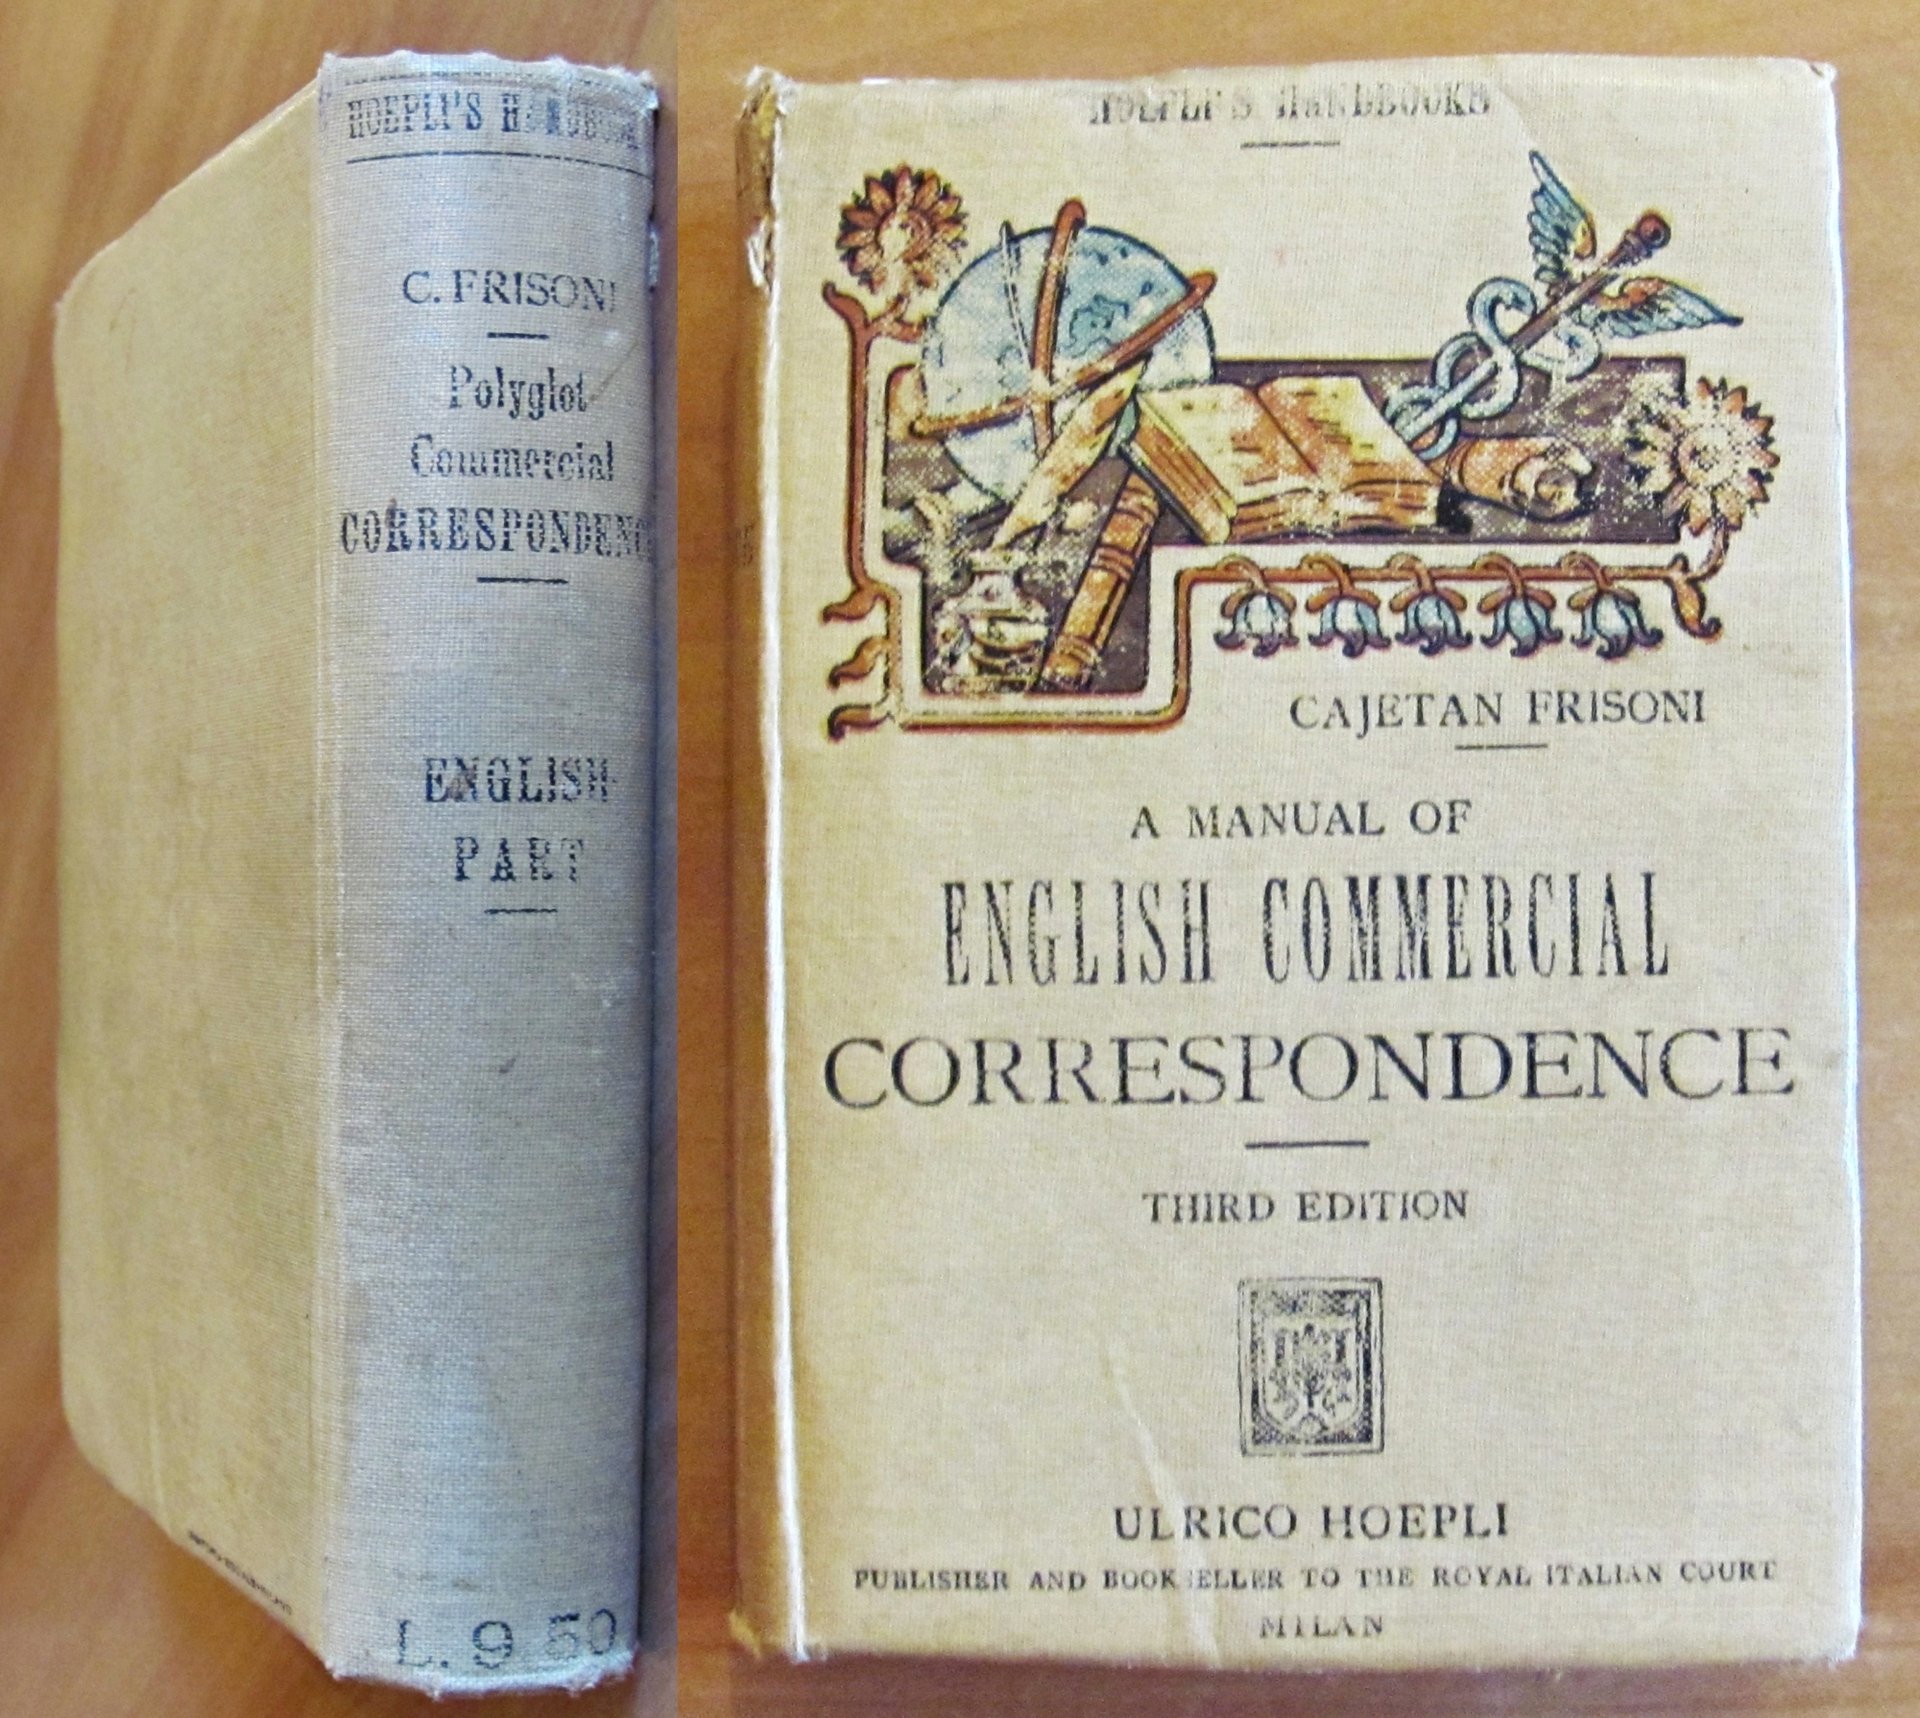 HOEPLI'S HANDBOOK
C. FRISONI
Polyglot
Commercial
CORRESPONDENCE
ENGLISH
PART
L. 9.50
HOEPLI'S HANDBOOKS
CAJETAN FRISONI
A MANUAL OF
ENGLISH COMMERCIAL
CORRESPONDENCE
THIRD EDITION
ULRICO HOEPLI
PUBLISHER AND BOOKSELLER TO THE ROYAL ITALIAN COURT
MILAN